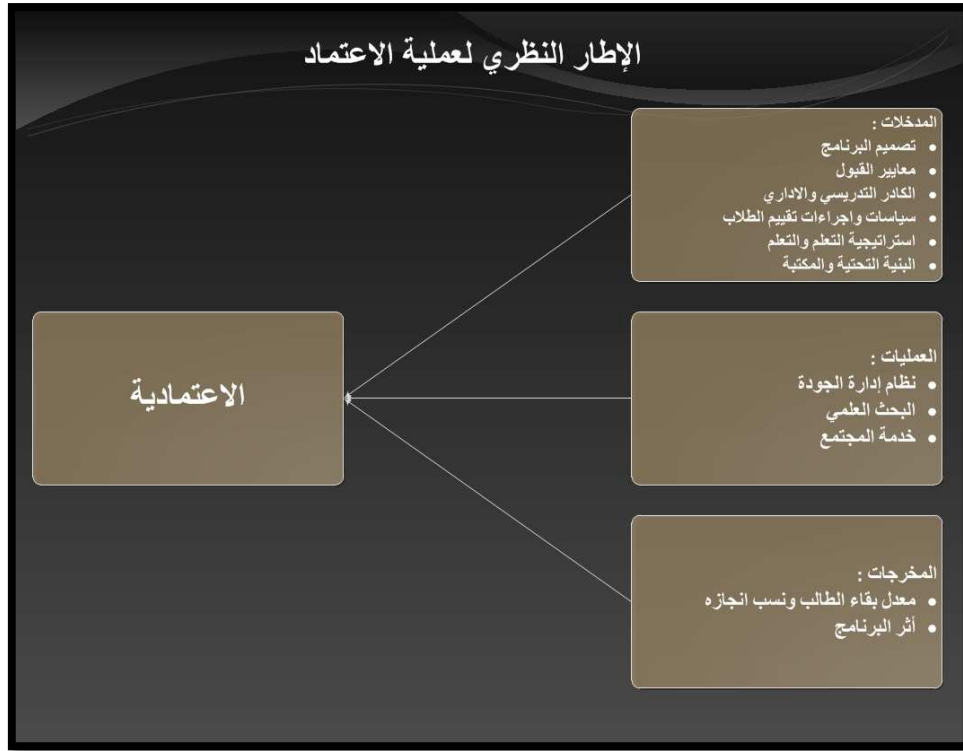 الإطار النظري لعملية الاعتماد
المدخلات :
• تصميم البرنامج
• معايير القبول
• الكادر التدريسي والاداري
• سياسات واجراءات تقييم الطلاب
• استراتيجية التعلم والتعلم
• البنية التحتية والمكتبة
العمليات :
• نظام إدارة الجودة
• البحث العلمي
• خدمة المجتمع
المخرجات :
• معدل بقاء الطالب ونسب انجازه
• أثر البرنامج
الاعتمادية